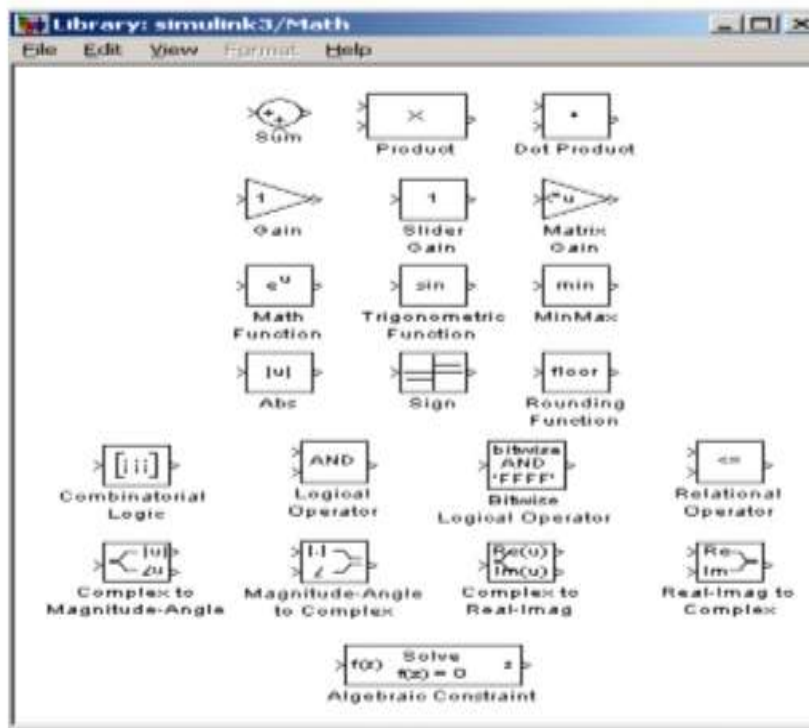 Library: simulink3/Math
File Edit View Format Help
+ +
Sum
×
Product
Dot Product
1
Gain
1
Slider
Gain
*u
Matrix
Gain
e^u
Math
Function
sin
Trigonometric
Function
min
MinMax
|u|
Abs
Sign
floor
Rounding
Function
Combinatorial
Logic
AND
Logical
Operator
bitwise
AND
'FFFF'
Bitwise
Logical Operator
<=
Relational
Operator
|u|
∠u
Complex to
Magnitude-Angle
|.|
∠
Magnitude-Angle
to Complex
Re(u)
Im(u)
Complex to
Real-Imag
Re
Im
Real-Imag to
Complex
f(z) Solve z
f(z) = 0
Algebraic Constraint